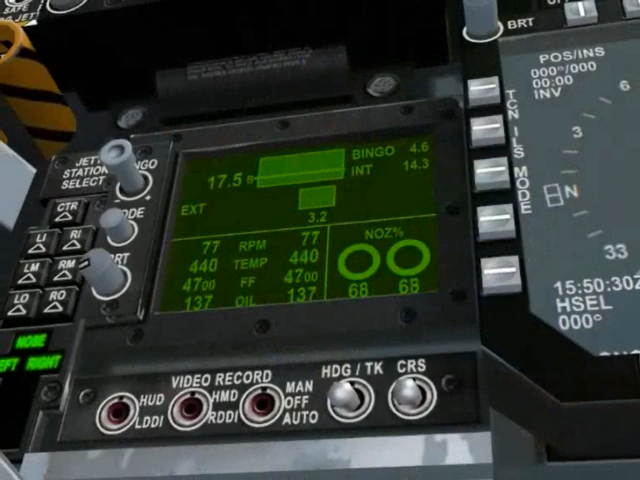 SAFE
BRT
POS/INS
000°/000
00:00
INV
TCN
ILS
MODE
6
3
N
33
15:50:30Z
HSEL
000°
STATION
SELECT
CTR
LI
RI
LM
RM
LO
RO
NOSE
LEFT RIGHT
BINGO 4.6
17.5 INT 14.3
EXT
3.2
77 RPM 77
440 TEMP 440
4700 FF 4700
137 OIL 137
NOZ%
68 68
VIDEO RECORD
HUD
LDDI
HMD
RDDI
MAN
OFF
AUTO
HDG / TK
CRS